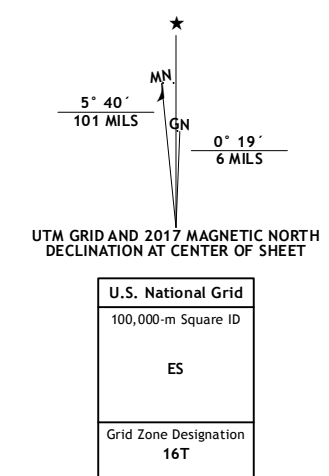 ★
MN
5° 40´
101 MILS
GN
0° 19´
6 MILS
UTM GRID AND 2017 MAGNETIC NORTH
DECLINATION AT CENTER OF SHEET
U.S. National Grid
100,000-m Square ID
ES
Grid Zone Designation
16T